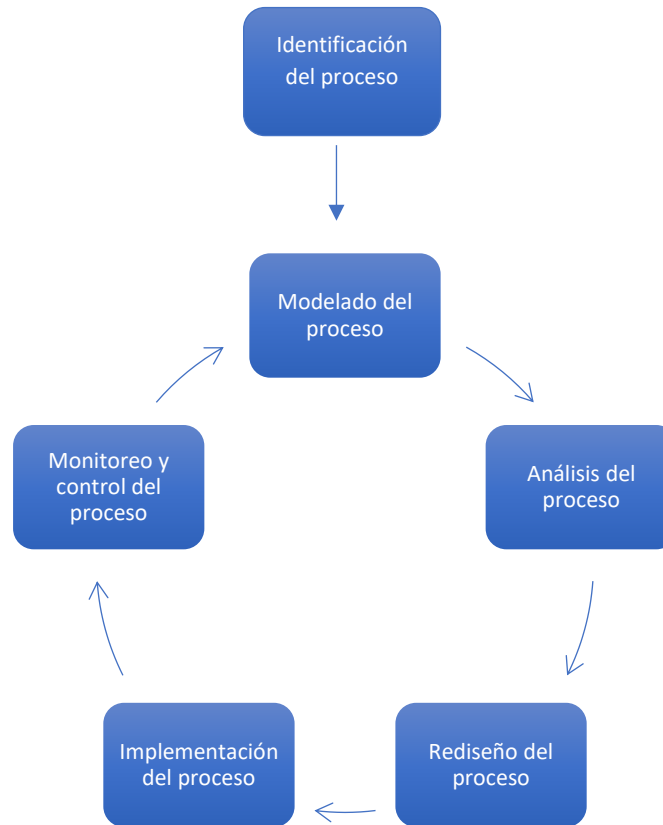 Identificación
del proceso
Modelado del
proceso
Análisis del
proceso
Rediseño del
proceso
Implementación
del proceso
Monitoreo y
control del
proceso